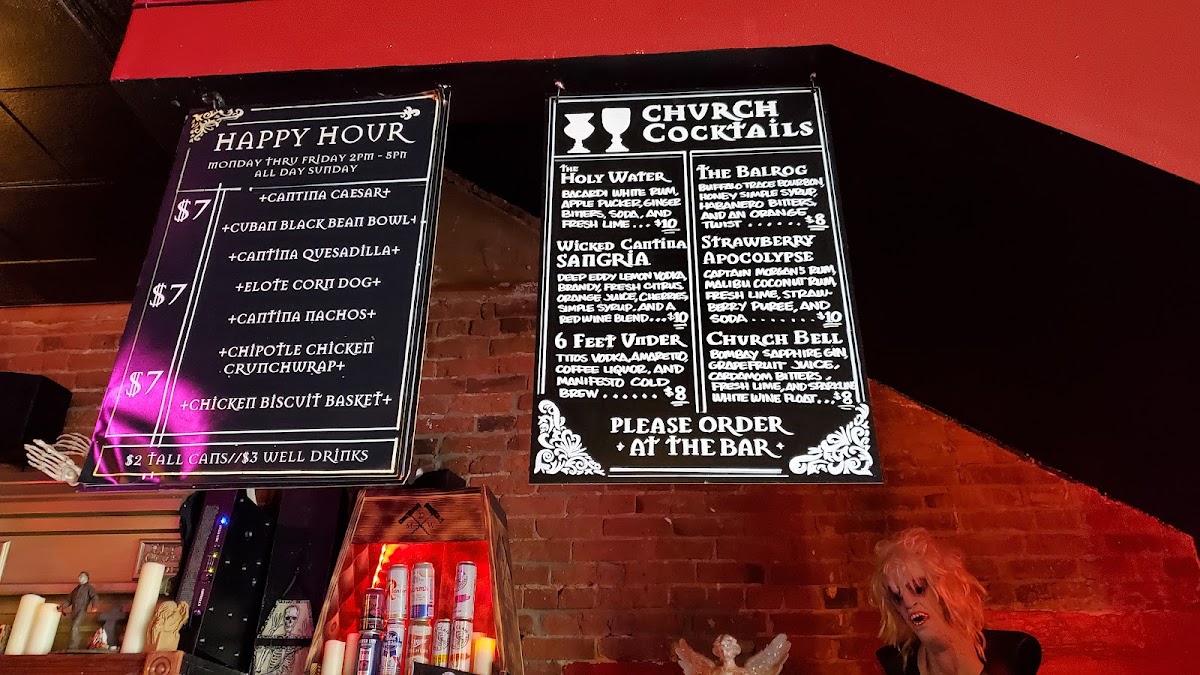 HAPPY HOUR
MONDAY THRU FRIDAY 2PM - 5PM
ALL DAY SUNDAY
$7
+CANTINA CAESAR+
+CUBAN BLACK BEAN BOWL+
+CANTINA QUESADILLA+
$7
+ELOTE CORN DOG+
+CANTINA NACHOS+
+CHIPOTLE CHICKEN
CRUNCHWRAP+
$7
+CHICKEN BISCUIT BASKET+
$2 TALL CANS//$3 WELL DRINKS
CHURCH
COCKTAILS
THE
HOLY WATER
BACARDI WHITE RUM,
APPLE PUCKER, GINGER
BITTERS, SODA, AND
FRESH LIME... $10
WICKED CANTINA
SANGRIA
DEEP EDDY LEMON VODKA,
BRANDY, FRESH CITRUS,
ORANGE JUICE, CHERRIES,
SIMPLE SYRUP, AND A
RED WINE BLEND...$10
6 FEET UNDER
TITOS VODKA, AMARETTO,
COFFEE LIQUOR, AND
MANIFESTO COLD
BREW...... $8
THE BALROG
BUFFALO TRACE BOURBON,
HONEY SIMPLE SYRUP,
HABANERO BITTERS,
AND AN ORANGE
TWIST ...... $8
STRAWBERRY
APOCOLYPSE
CAPTAIN MORGAN'S RUM,
MALIBU COCONUT RUM,
FRESH LIME, STRAW-
BERRY PUREE, AND
SODA ....... $10
CHURCH BELL
BOMBAY SAPPHIRE GIN,
GRAPEFRUIT JUICE,
CARDAMOM BITTERS,
FRESH LIME, AND SPARKLING
WHITE WINE FLOAT...$8
PLEASE ORDER
AT THE BAR